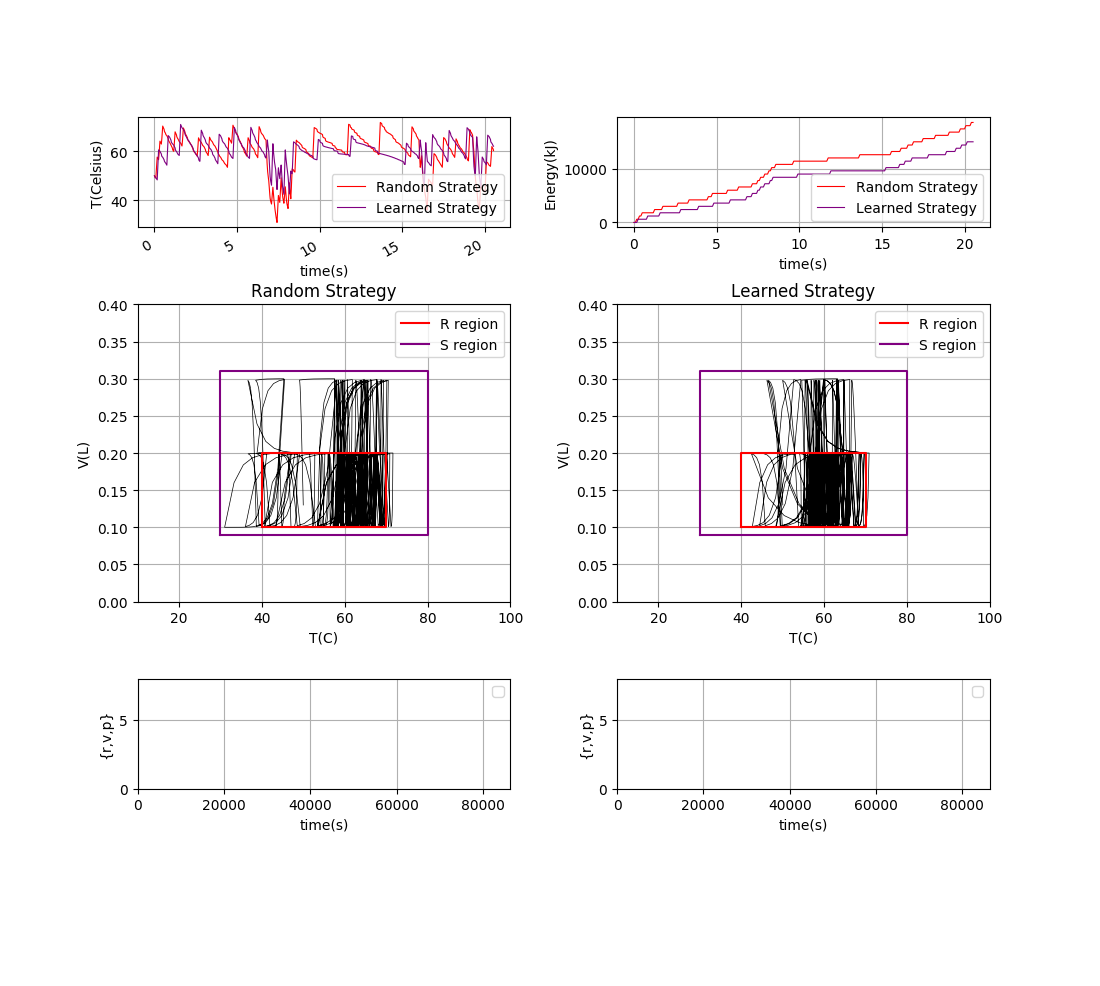 T(Celsius)
60
40
Random Strategy
Learned Strategy
0
5
10
15
20
time(s)
Energy(kJ)
10000
0
Random Strategy
Learned Strategy
0
5
10
15
20
time(s)
Random Strategy
V(L)
0.40
0.35
0.30
0.25
0.20
0.15
0.10
0.05
0.00
R region
S region
20
40
60
80
100
T(C)
Learned Strategy
V(L)
0.40
0.35
0.30
0.25
0.20
0.15
0.10
0.05
0.00
R region
S region
20
40
60
80
100
T(C)
{r,v,p}
5
0
0
20000
40000
60000
80000
time(s)
{r,v,p}
5
0
0
20000
40000
60000
80000
time(s)